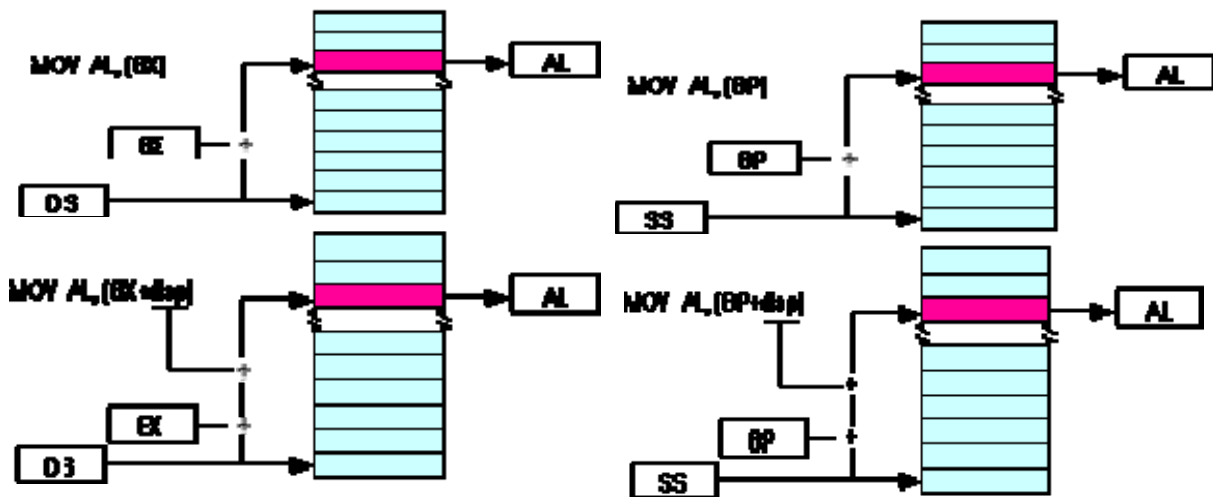 MOV AL, [BX]
AL
BX
DS
MOV AL, [BP]
AL
BP
SS
MOV AL, [BX+disp]
AL
BX
DS
MOV AL, [BP+disp]
AL
BP
SS